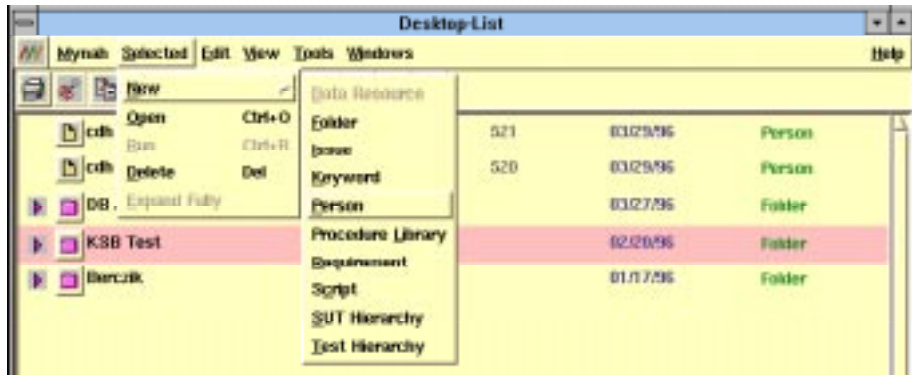 Desktop-List
Mynah Selected Edit View Tools Windows Help
New
Open Ctrl+O
Run Ctrl+R
Delete Del
Expand Fully
Data Resource
Folder
Issue
Keyword
Person
Procedure Library
Requirement
Script
SUT Hierarchy
Test Hierarchy
cdh 521 03/29/96 Person
cdh 520 03/29/96 Person
DB 03/27/96 Folder
KSB Test 02/20/96 Folder
Berczik 01/17/96 Folder